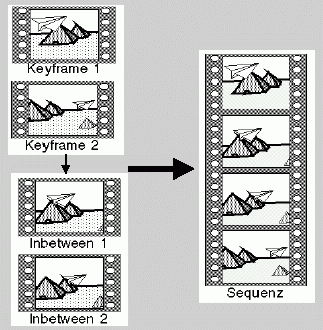 Keyframe 1
Keyframe 2
Inbetween 1
Inbetween 2
Sequenz